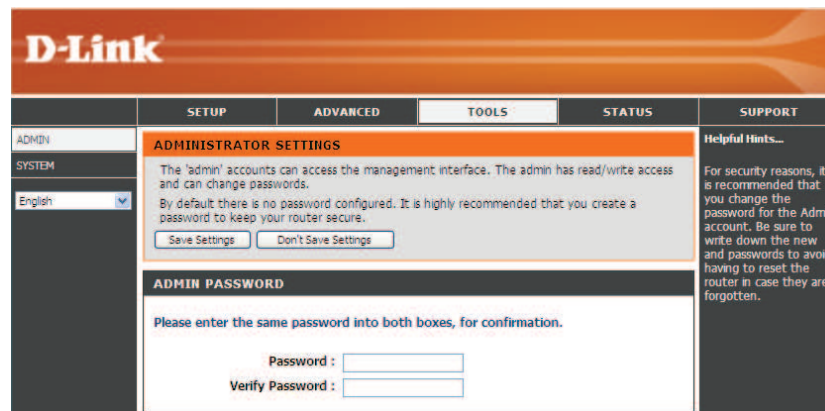 D-Link
SETUP
ADVANCED
TOOLS
STATUS
SUPPORT
ADMIN
SYSTEM
English
ADMINISTRATOR SETTINGS
The 'admin' accounts can access the management interface. The admin has read/write access
and can change passwords.
By default there is no password configured. It is highly recommended that you create a
password to keep your router secure.
Save Settings
Don't Save Settings
ADMIN PASSWORD
Please enter the same password into both boxes, for confirmation.
Password :
Verify Password :
Helpful Hints...
For security reasons, it
is recommended that
you change the
password for the Adm
account. Be sure to
write down the new
and passwords to avoi
having to reset the
router in case they are
forgotten.